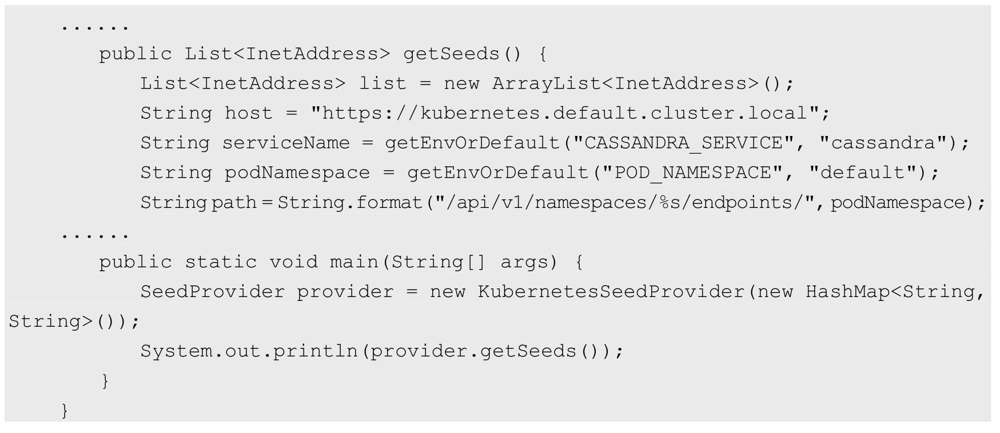 ......
public List<InetAddress> getSeeds() {
List<InetAddress> list = new ArrayList<InetAddress>();
String host = "https://kubernetes.default.cluster.local";
String serviceName = getEnvOrDefault("CASSANDRA_SERVICE", "cassandra");
String podNamespace = getEnvOrDefault("POD_NAMESPACE", "default");
String path = String.format("/api/v1/namespaces/%s/endpoints/", podNamespace);
......
public static void main(String[] args) {
SeedProvider provider = new KubernetesSeedProvider(new HashMap<String,
String>());
System.out.println(provider.getSeeds());
}
}